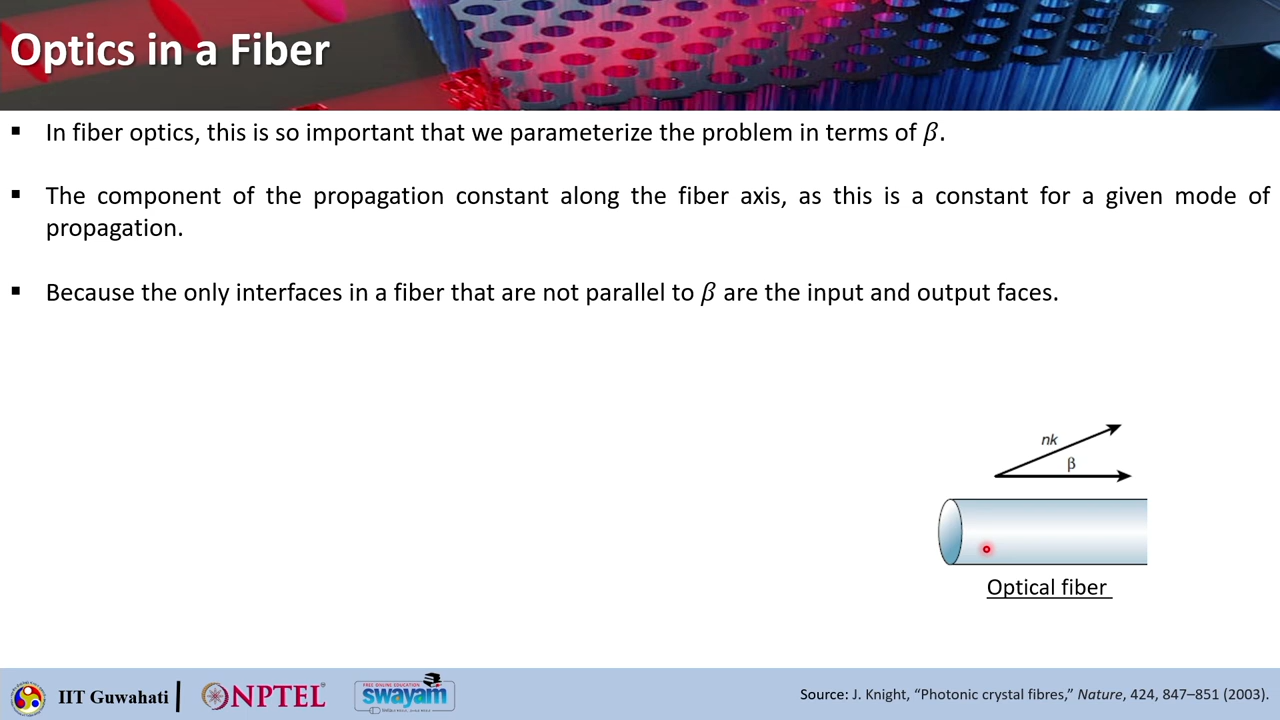 Optics in a Fiber
▪ In fiber optics, this is so important that we parameterize the problem in terms of β.
▪ The component of the propagation constant along the fiber axis, as this is a constant for a given mode of
propagation.
▪ Because the only interfaces in a fiber that are not parallel to β are the input and output faces.
nk
β
Optical fiber
IIT Guwahati
NPTEL
FREE ONLINE EDUCATION
swayam
Source: J. Knight, “Photonic crystal fibres,” Nature, 424, 847–851 (2003).